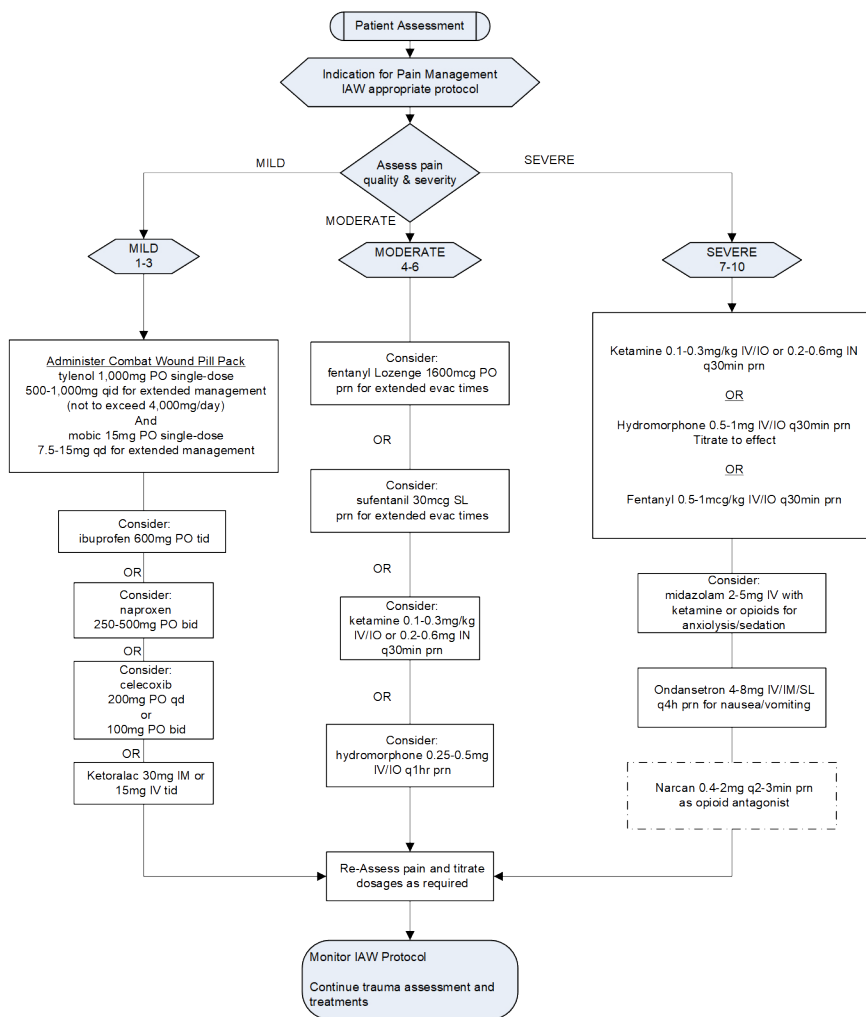 Patient Assessment
Indication for Pain Management
IAW appropriate protocol
Assess pain
quality & severity
MILD
MODERATE
SEVERE
MILD
1-3
Administer Combat Wound Pill Pack
tylenol 1,000mg PO single-dose
500-1,000mg qid for extended management
(not to exceed 4,000mg/day)
And
mobic 15mg PO single-dose
7.5-15mg qd for extended management
Consider:
ibuprofen 600mg PO tid
OR
Consider:
naproxen
250-500mg PO bid
OR
Consider:
celecoxib
200mg PO qd
or
100mg PO bid
OR
Ketoralac 30mg IM or
15mg IV tid
MODERATE
4-6
Consider:
fentanyl Lozenge 1600mcg PO
prn for extended evac times
OR
Consider:
sufentanil 30mcg SL
prn for extended evac times
OR
Consider:
ketamine 0.1-0.3mg/kg
IV/IO or 0.2-0.6mg IN
q30min prn
OR
Consider:
hydromorphone 0.25-0.5mg
IV/IO q1hr prn
SEVERE
7-10
Ketamine 0.1-0.3mg/kg IV/IO or 0.2-0.6mg IN
q30min prn
OR
Hydromorphone 0.5-1mg IV/IO q30min prn
Titrate to effect
OR
Fentanyl 0.5-1mcg/kg IV/IO q30min prn
Consider:
midazolam 2-5mg IV with
ketamine or opioids for
anxiolysis/sedation
Ondansetron 4-8mg IV/IM/SL
q4h prn for nausea/vomiting
Narcan 0.4-2mg q2-3min prn
as opioid antagonist
Re-Assess pain and titrate
dosages as required
Monitor IAW Protocol
Continue trauma assessment and
treatments